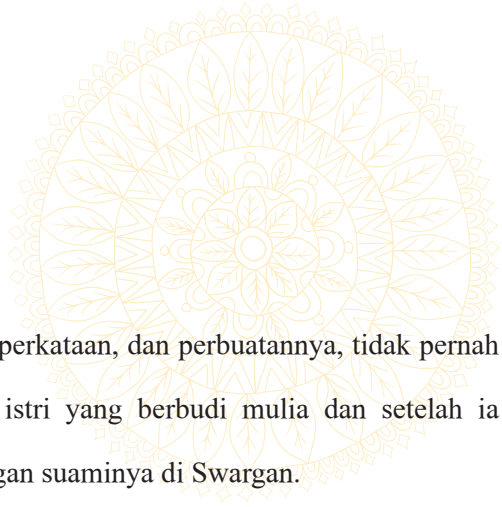 perkataan, dan perbuatannya, tidak pernah
istri yang berbudi mulia dan setelah ia
gan suaminya di Swargan.